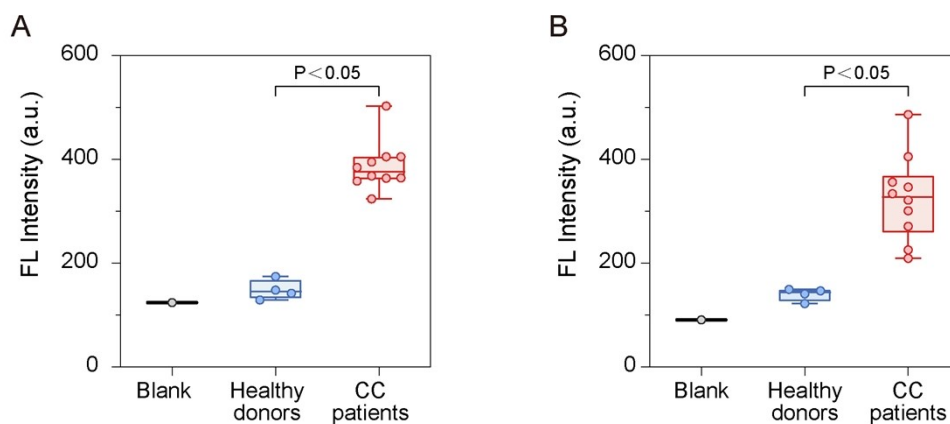 A
FL Intensity (a.u.)
600
400
200
0
P<0.05
Blank
Healthy
donors
CC
patients
B
FL Intensity (a.u.)
600
400
200
0
P<0.05
Blank
Healthy
donors
CC
patients